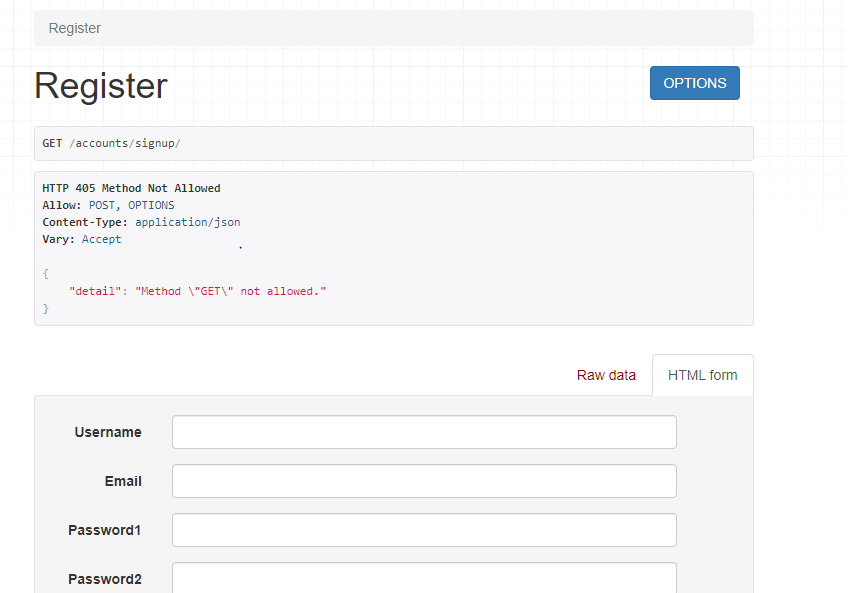 Register
Register
OPTIONS
GET /accounts/signup/
HTTP 405 Method Not Allowed
Allow: POST, OPTIONS
Content-Type: application/json
Vary: Accept
{
    "detail": "Method \"GET\" not allowed."
}
Raw data
HTML form
Username
Email
Password1
Password2